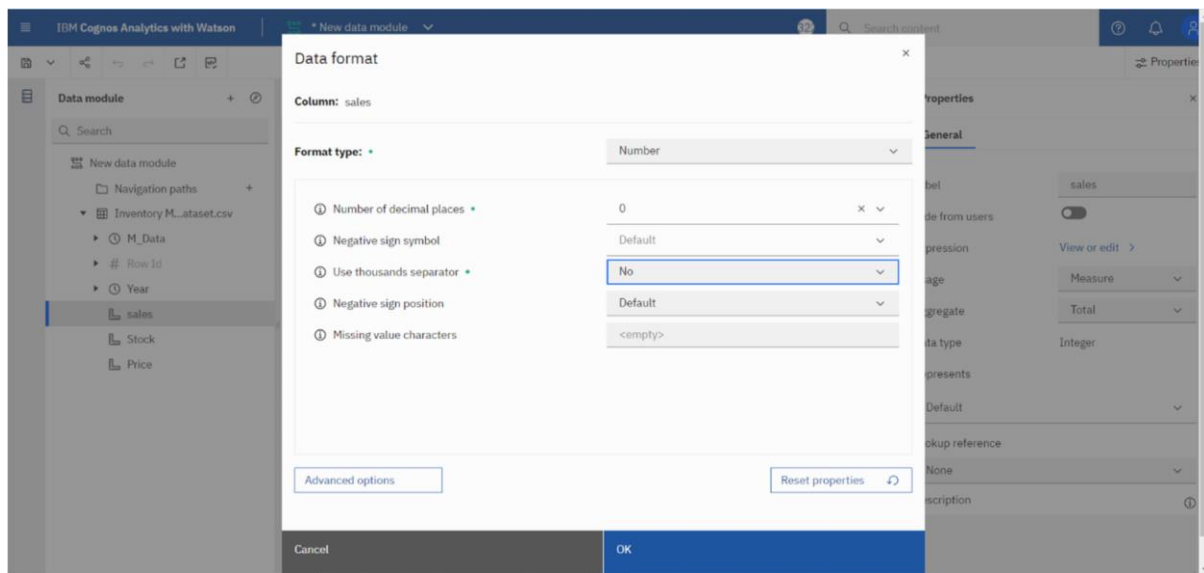 IBM Cognos Analytics with Watson
* New data module
32
Search content
Properties
Data module
Search
New data module
Navigation paths
Inventory M...ataset.csv
M_Data
# Row Id
Year
sales
Stock
Price
Data format
Column: sales
Format type: Number
Number of decimal places 0
Negative sign symbol Default
Use thousands separator No
Negative sign position Default
Missing value characters <empty>
Advanced options
Reset properties
Cancel
OK
Properties
General
bel sales
de from users
pression View or edit >
age Measure
gregate Total
ta type Integer
presents
Default
okup reference
None
scription